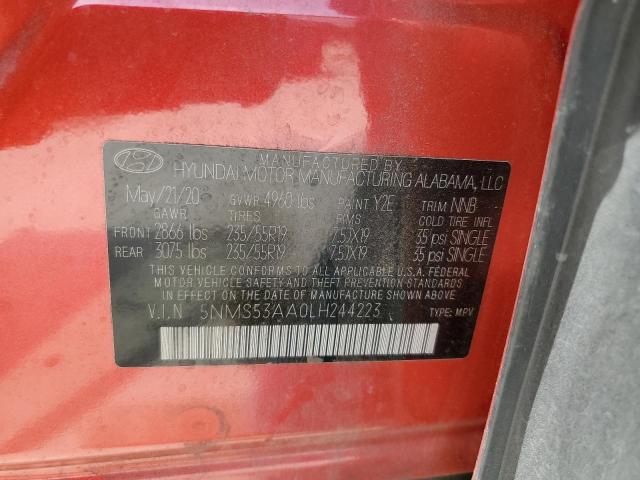 MANUFACTURED BY
HYUNDAI MOTOR MANUFACTURING ALABAMA, LLC
May/21/20 GVWR 4960 lbs PAINT Y2E TRIM NNB
GAWR TIRES RIMS COLD TIRE INFL
FRONT 2866 lbs 235/55R19 7.5JX19 35 psi SINGLE
REAR 3075 lbs 235/55R19 7.5JX19 35 psi SINGLE
THIS VEHICLE CONFORMS TO ALL APPLICABLE U.S.A. FEDERAL
MOTOR VEHICLE SAFETY, BUMPER, AND THEFT PREVENTION
STANDARDS IN EFFECT ON THE DATE OF MANUFACTURE SHOWN ABOVE.
V.I.N 5NMS53AA0LH244223 TYPE: MPV